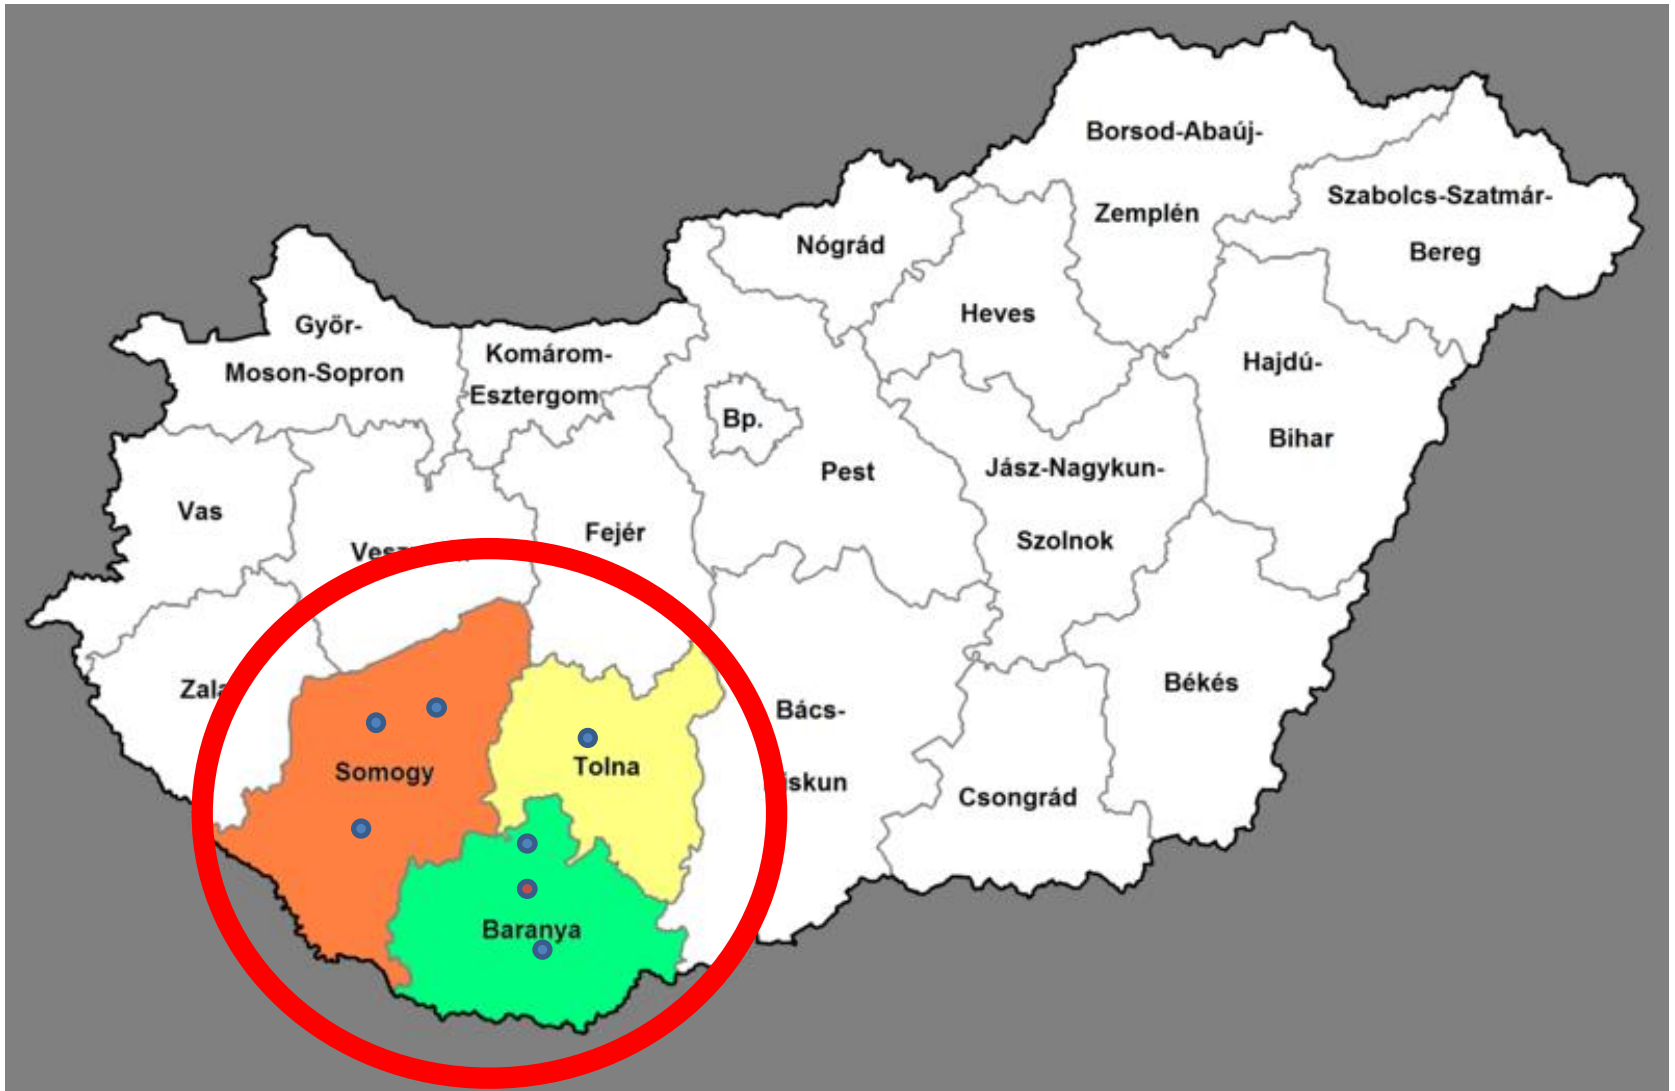 Borsod-Abaúj-
Zemplén
Szabolcs-Szatmár-
Bereg
Nógrád
Heves
Győr-
Moson-Sopron
Komárom-
Esztergom
Hajdú-
Bihar
Bp.
Pest
Jász-Nagykun-
Szolnok
Vas
Fejér
Zala
Bács-
Békés
Somogy
Tolna
Csongrád
Baranya